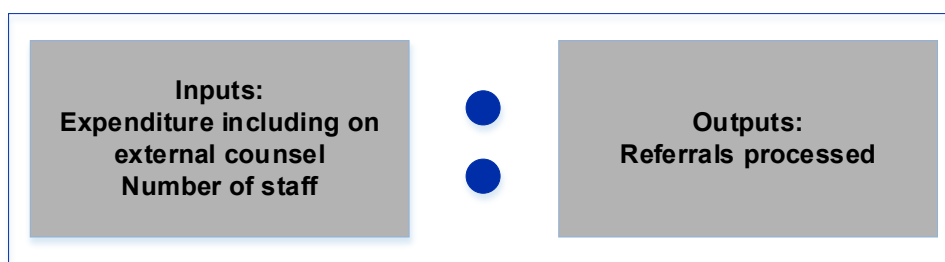 Inputs:
Expenditure including on
external counsel
Number of staff
Outputs:
Referrals processed